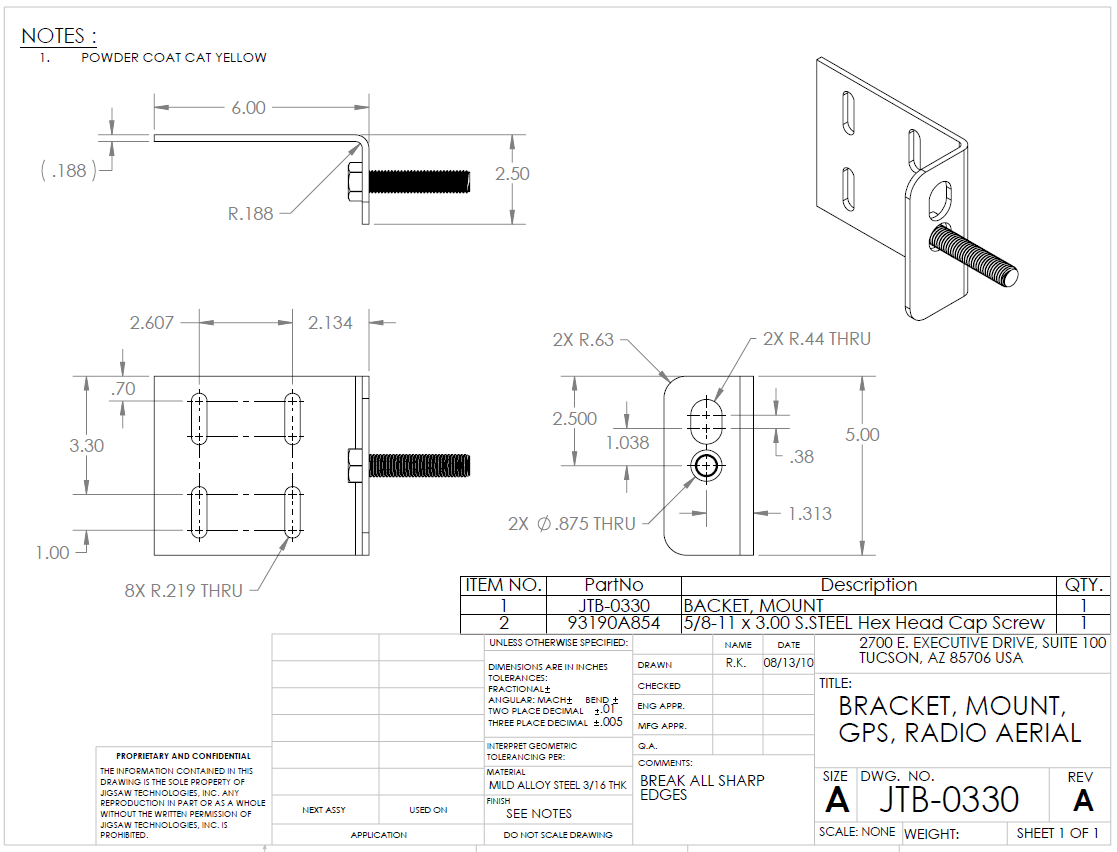 NOTES :
1. POWDER COAT CAT YELLOW
6.00
( .188 )
2.50
R.188
2.607
2.134
.70
3.30
1.00
8X R.219 THRU
2X R.63
2X R.44 THRU
2.500
1.038
5.00
.38
2X Ø .875 THRU
1.313
ITEM NO. PartNo Description QTY.
1 JTB-0330 BACKET, MOUNT 1
2 93190A854 5/8-11 x 3.00 S.STEEL Hex Head Cap Screw 1
UNLESS OTHERWISE SPECIFIED:
DIMENSIONS ARE IN INCHES
TOLERANCES:
FRACTIONAL±
ANGULAR: MACH± BEND ±
TWO PLACE DECIMAL ±.01
THREE PLACE DECIMAL ±.005
INTERPRET GEOMETRIC
TOLERANCING PER:
MATERIAL
MILD ALLOY STEEL 3/16 THK
FINISH
SEE NOTES
DO NOT SCALE DRAWING
NAME DATE
DRAWN R.K. 08/13/10
CHECKED
ENG APPR.
MFG APPR.
Q.A.
COMMENTS:
BREAK ALL SHARP
EDGES
2700 E. EXECUTIVE DRIVE, SUITE 100
TUCSON, AZ 85706 USA
TITLE:
BRACKET, MOUNT,
GPS, RADIO AERIAL
SIZE DWG. NO. REV
A JTB-0330 A
SCALE: NONE WEIGHT: SHEET 1 OF 1
PROPRIETARY AND CONFIDENTIAL
THE INFORMATION CONTAINED IN THIS
DRAWING IS THE SOLE PROPERTY OF
JIGSAW TECHNOLOGIES, INC. ANY
REPRODUCTION IN PART OR AS A WHOLE
WITHOUT THE WRITTEN PERMISSION OF
JIGSAW TECHNOLOGIES, INC. IS
PROHIBITED.
NEXT ASSY USED ON
APPLICATION